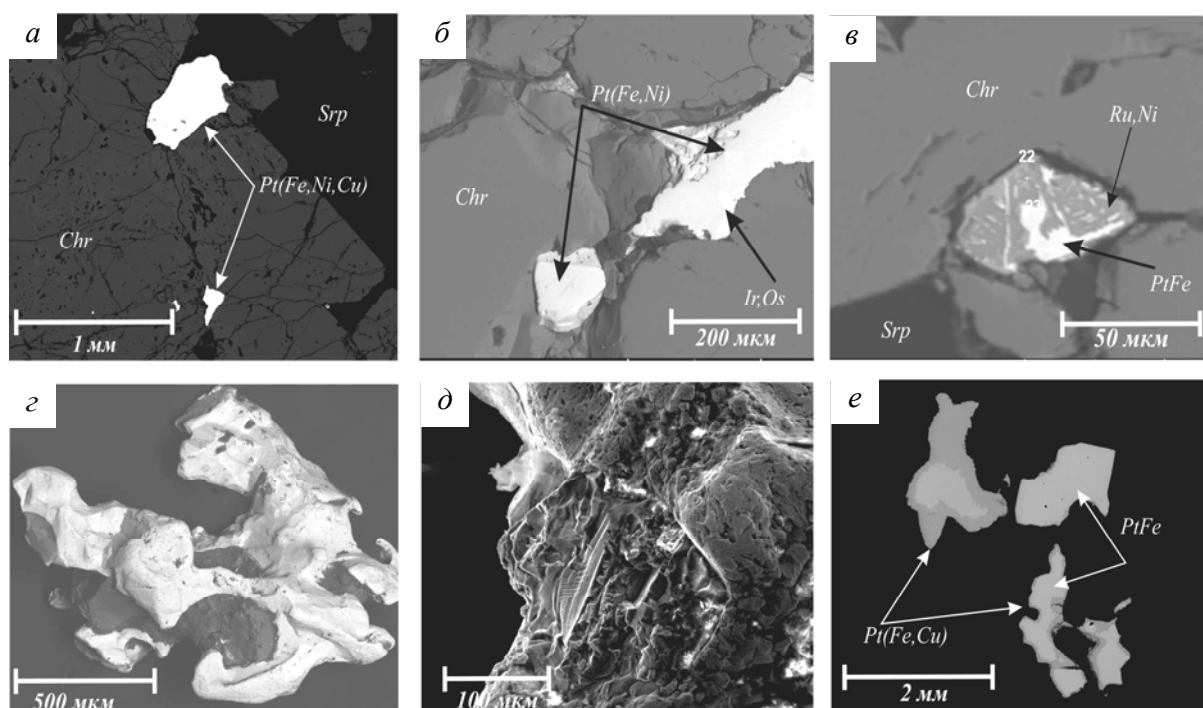 а
Srp
Pt(Fe,Ni,Cu)
Chr
1 мм
б
Pt(Fe,Ni)
Chr
Ir,Os
200 мкм
в
Chr
Ru,Ni
22
23
PtFe
Srp
50 мкм
г
500 мкм
д
100 мкм
е
PtFe
Pt(Fe,Cu)
2 мм